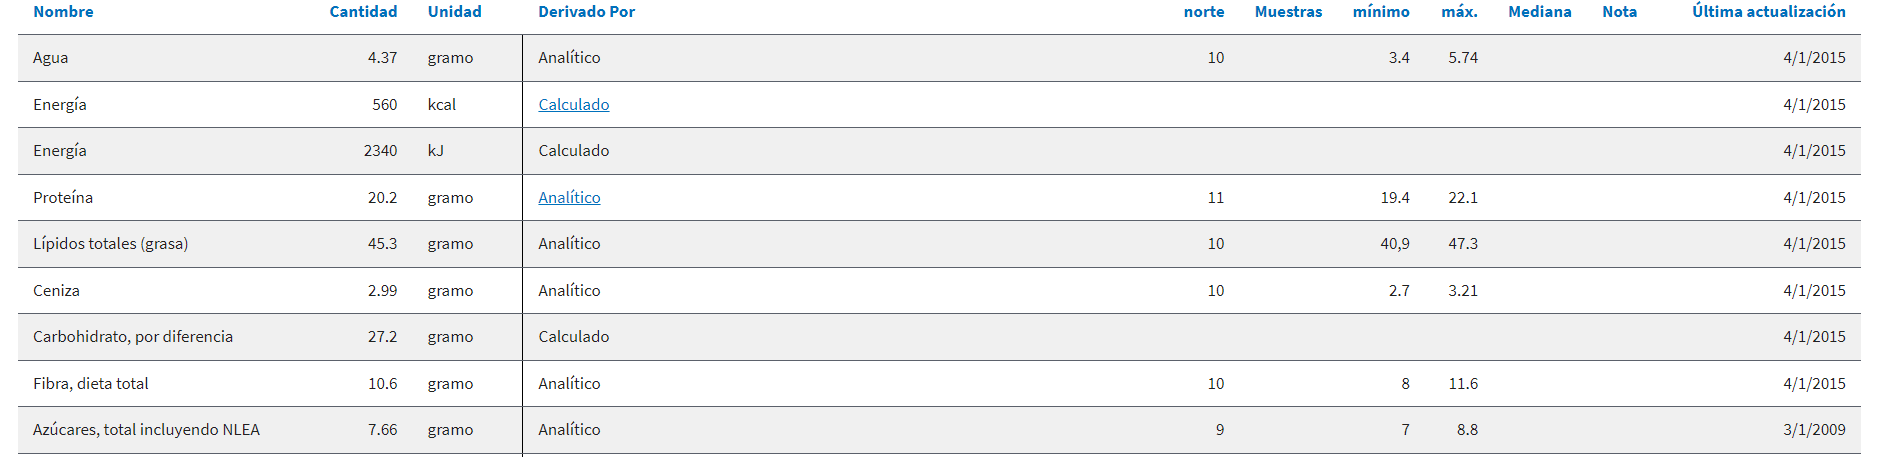 Nombre Cantidad Unidad Derivado Por norte Muestras mínimo máx. Mediana Nota Última actualización
Agua 4.37 gramo Analítico 10 3.4 5.74 4/1/2015
Energía 560 kcal Calculado 4/1/2015
Energía 2340 kJ Calculado 4/1/2015
Proteína 20.2 gramo Analítico 11 19.4 22.1 4/1/2015
Lípidos totales (grasa) 45.3 gramo Analítico 10 40,9 47.3 4/1/2015
Ceniza 2.99 gramo Analítico 10 2.7 3.21 4/1/2015
Carbohidrato, por diferencia 27.2 gramo Calculado 4/1/2015
Fibra, dieta total 10.6 gramo Analítico 10 8 11.6 4/1/2015
Azúcares, total incluyendo NLEA 7.66 gramo Analítico 9 7 8.8 3/1/2009